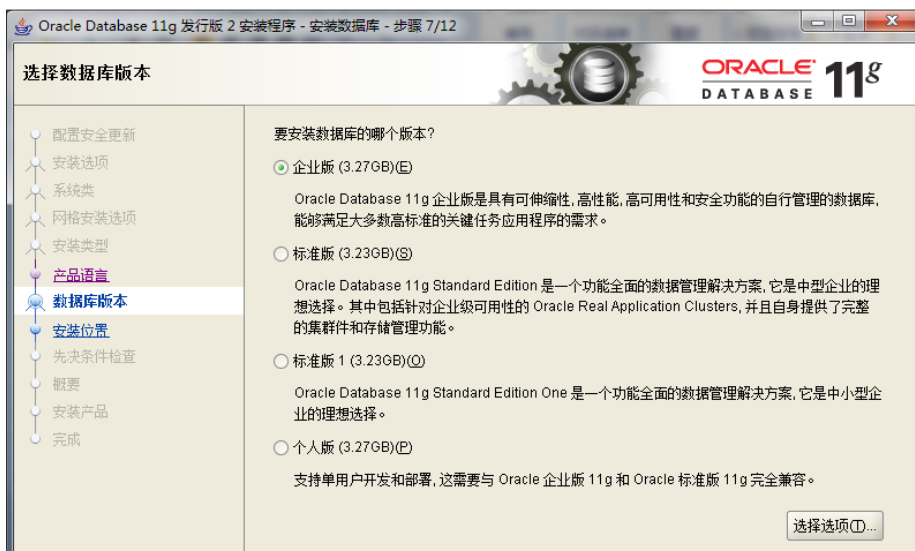 Oracle Database 11g 发行版 2 安装程序 - 安装数据库 - 步骤 7/12
选择数据库版本
ORACLE
DATABASE
11g
配置安全更新
安装选项
系统类
网格安装选项
安装类型
产品语言
数据库版本
安装位置
先决条件检查
概要
安装产品
完成
要安装数据库的哪个版本?
企业版 (3.27GB)(E)
Oracle Database 11g 企业版是具有可伸缩性, 高性能, 高可用性和安全功能的自行管理的数据库,
能够满足大多数高标准的关键任务应用程序的需求。
标准版 (3.23GB)(S)
Oracle Database 11g Standard Edition 是一个功能全面的数据管理解决方案, 它是中型企业的理
想选择。其中包括针对企业级可用性的 Oracle Real Application Clusters, 并且自身提供了完整
的集群件和存储管理功能。
标准版 1 (3.23GB)(O)
Oracle Database 11g Standard Edition One 是一个功能全面的数据管理解决方案, 它是中小型企
业的理想选择。
个人版 (3.27GB)(P)
支持单用户开发和部署, 这需要与 Oracle 企业版 11g 和 Oracle 标准版 11g 完全兼容。
选择选项(T)...